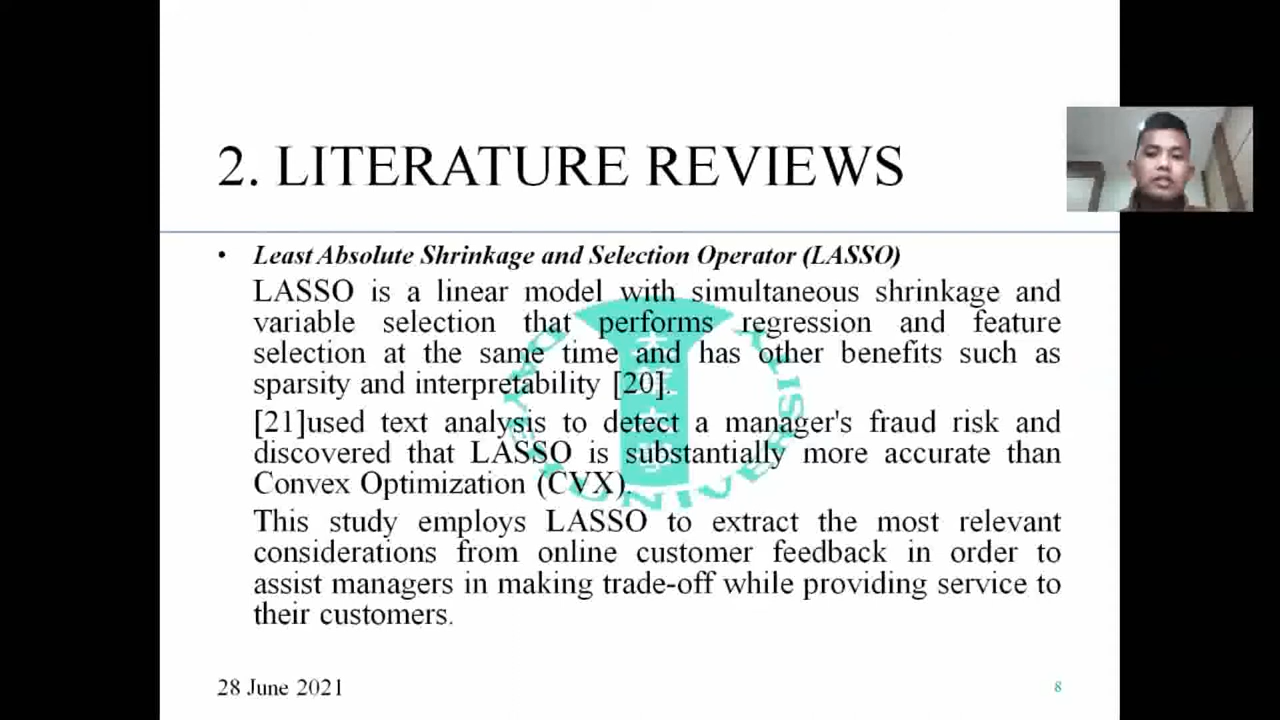 2. LITERATURE REVIEWS
• Least Absolute Shrinkage and Selection Operator (LASSO)
LASSO is a linear model with simultaneous shrinkage and
variable selection that performs regression and feature
selection at the same time and has other benefits such as
sparsity and interpretability [20].
[21]used text analysis to detect a manager's fraud risk and
discovered that LASSO is substantially more accurate than
Convex Optimization (CVX).
This study employs LASSO to extract the most relevant
considerations from online customer feedback in order to
assist managers in making trade-off while providing service to
their customers.
28 June 2021
8